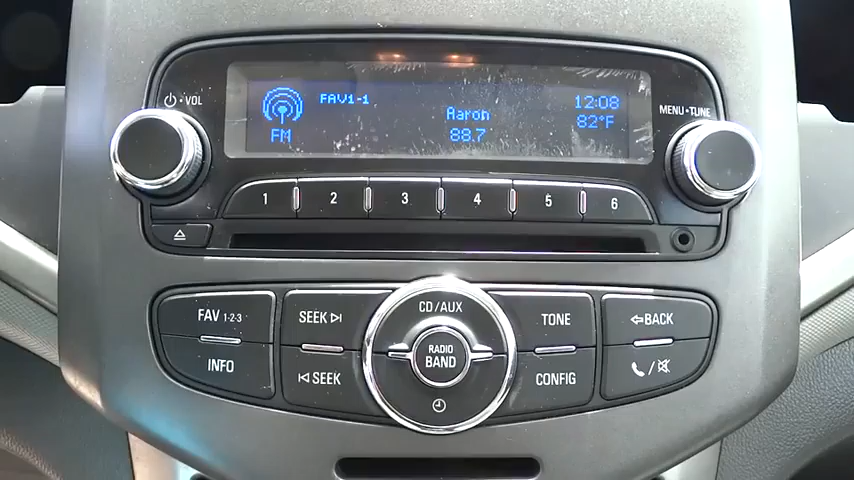 VOL
FAV1-1
Aaron
12:08
FM
88.7
82°F
MENU•TUNE
1 2 3 4 5 6
FAV 1-2-3
SEEK
CD/AUX
TONE
BACK
RADIO
BAND
INFO
SEEK
CONFIG